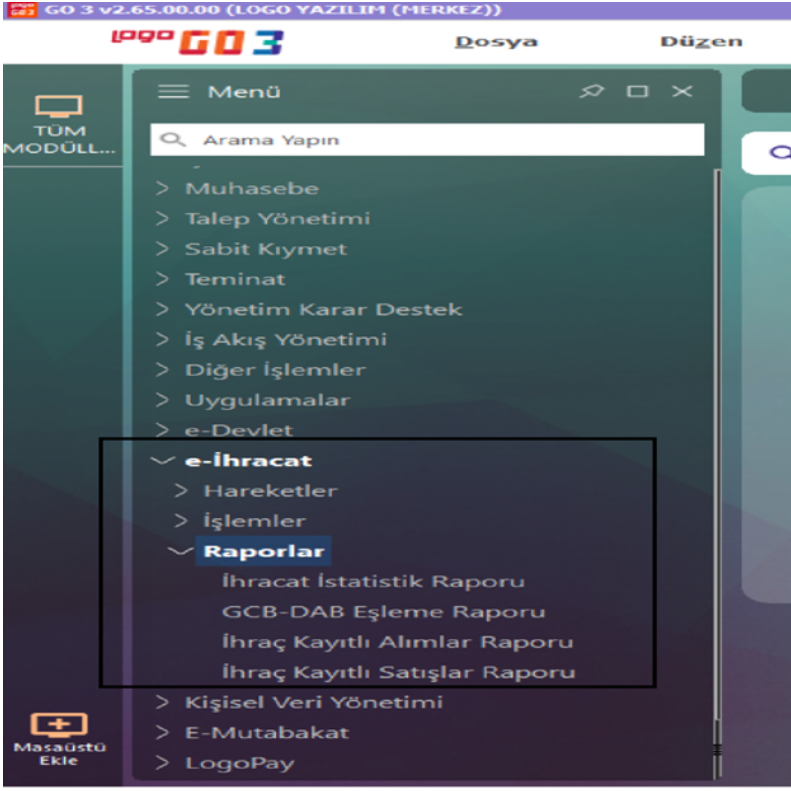 GO 3 v2.65.00.00 (LOGO YAZILIM (MERKEZ))
LOGO GO 3 Dosya Düzen
Menü
TÜM MODÜLL...
Arama Yapın
Muhasebe
Talep Yönetimi
Sabit Kıymet
Teminat
Yönetim Karar Destek
İş Akış Yönetimi
Diğer İşlemler
Uygulamalar
e-Devlet
e-İhracat
Hareketler
İşlemler
Raporlar
İhracat İstatistik Raporu
GCB-DAB Eşleme Raporu
İhraç Kayıtlı Alımlar Raporu
İhraç Kayıtlı Satışlar Raporu
Kişisel Veri Yönetimi
E-Mutabakat
LogoPay
Masaüstü
Ekle